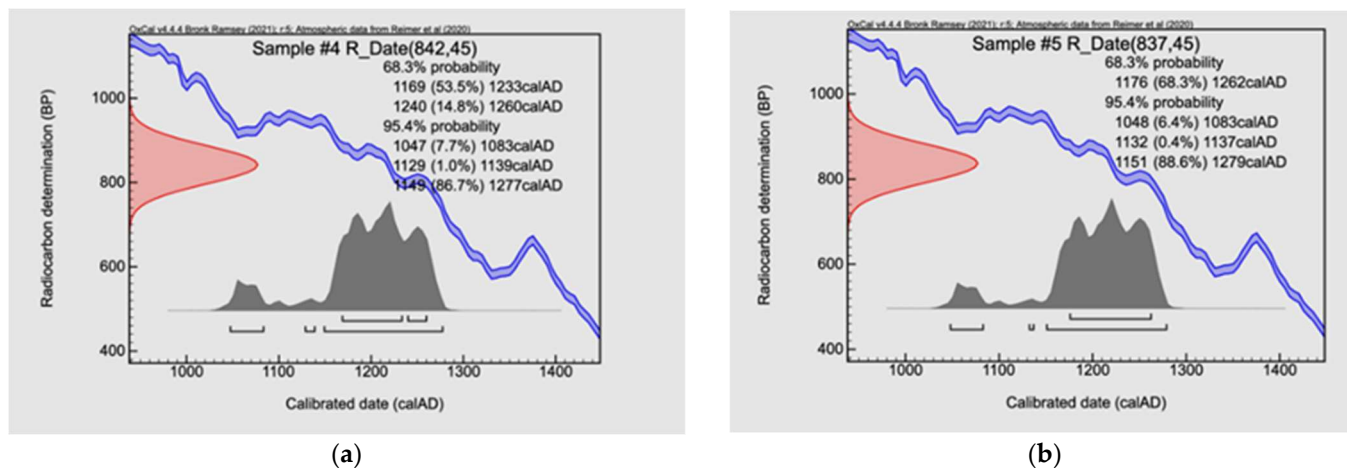 OxCal v4.4.4 Bronk Ramsey (2021); r:5; Atmospheric data from Reimer et al (2020)
Sample #4 R_Date(842,45)
68.3% probability
1169 (53.5%) 1233calAD
1240 (14.8%) 1260calAD
95.4% probability
1047 (7.7%) 1083calAD
1129 (1.0%) 1139calAD
1149 (86.7%) 1277calAD
Radiocarbon determination (BP)
1000
800
600
400
1000 1100 1200 1300 1400
Calibrated date (calAD)
(a)
OxCal v4.4.4 Bronk Ramsey (2021); r:5; Atmospheric data from Reimer et al (2020)
Sample #5 R_Date(837,45)
68.3% probability
1176 (68.3%) 1262calAD
95.4% probability
1048 (6.4%) 1083calAD
1132 (0.4%) 1137calAD
1151 (88.6%) 1279calAD
Radiocarbon determination (BP)
1000
800
600
400
1000 1100 1200 1300 1400
Calibrated date (calAD)
(b)